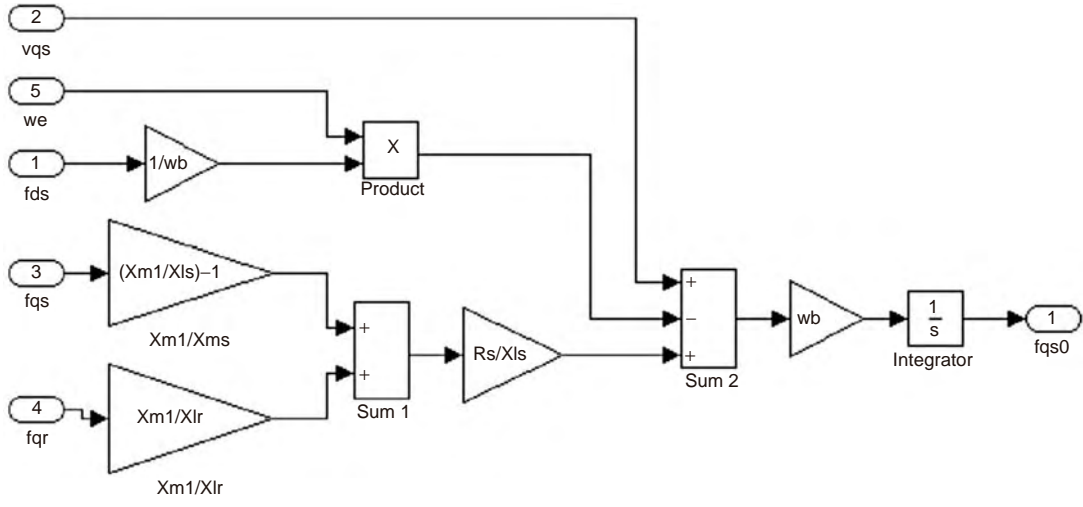 2
vqs
5
we
1
fds
1/wb
X
Product
3
fqs
(Xm1/Xls)−1
Xm1/Xms
4
fqr
Xm1/Xlr
Xm1/Xlr
+
+
Sum 1
Rs/Xls
+
−
+
Sum 2
wb
1
s
Integrator
1
fqs0